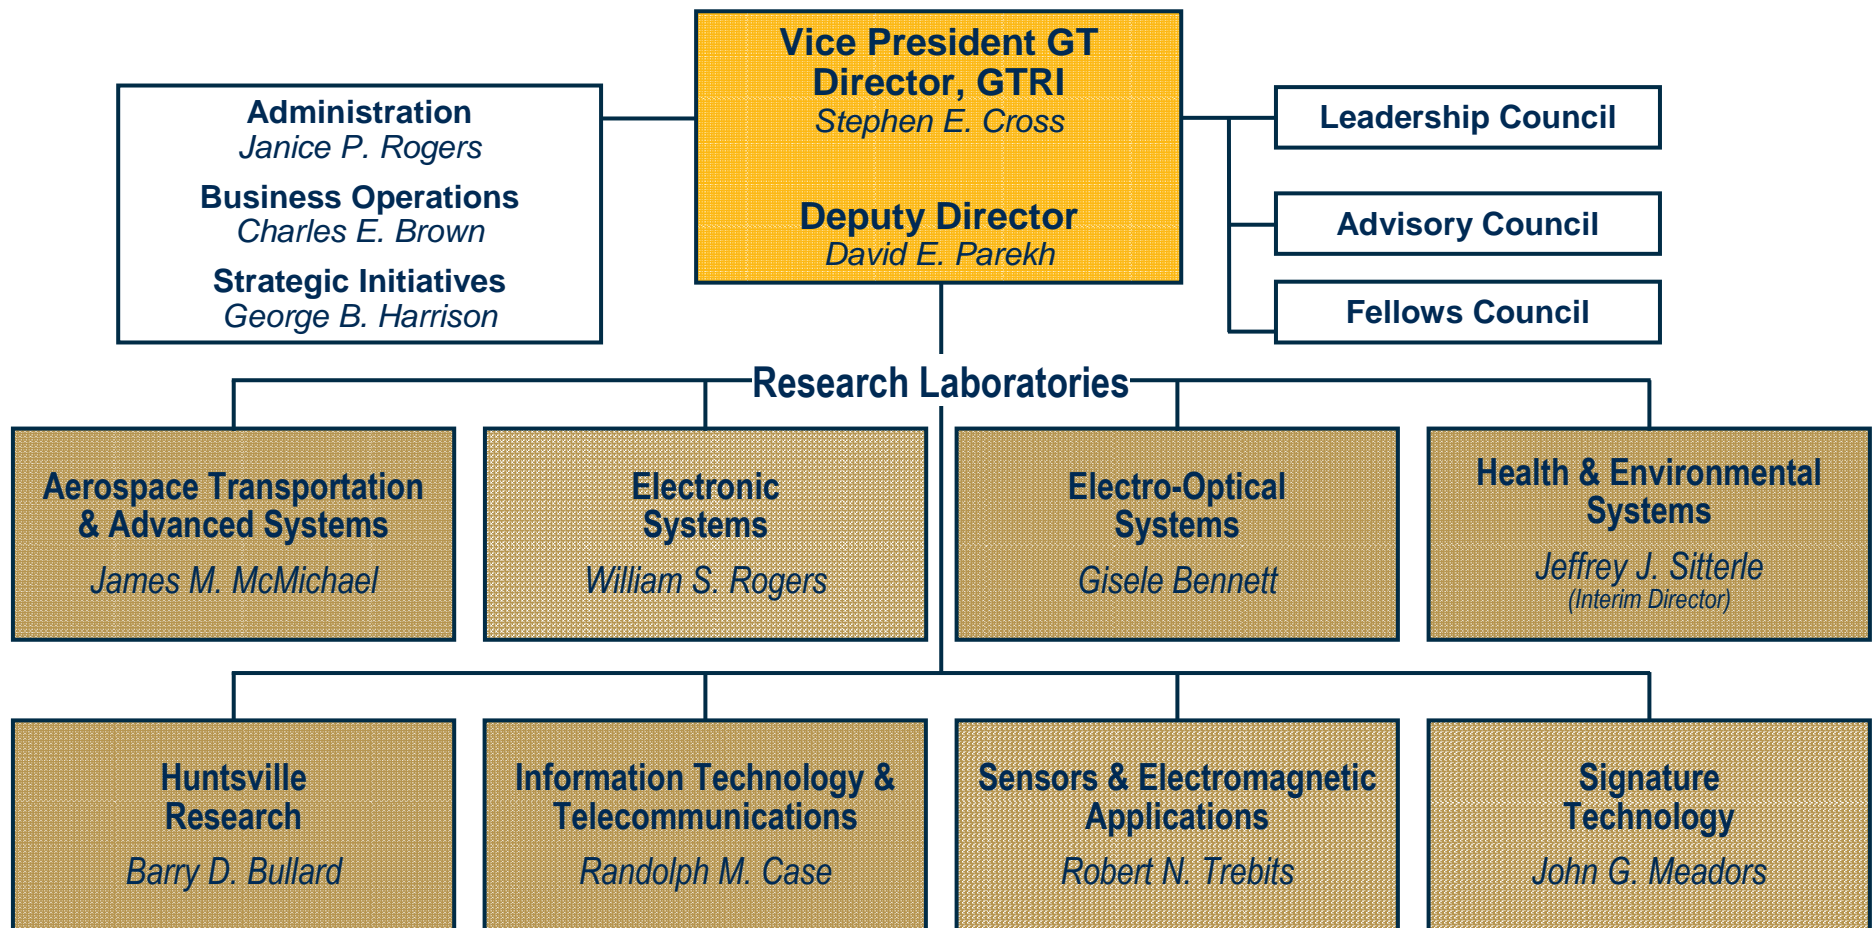 Vice President GT
Director, GTRI
Stephen E. Cross
Deputy Director
David E. Parekh
Administration
Janice P. Rogers
Business Operations
Charles E. Brown
Strategic Initiatives
George B. Harrison
Leadership Council
Advisory Council
Fellows Council
Research Laboratories
Aerospace Transportation
& Advanced Systems
James M. McMichael
Electronic
Systems
William S. Rogers
Electro-Optical
Systems
Gisele Bennett
Health & Environmental
Systems
Jeffrey J. Sitterle
(Interim Director)
Huntsville
Research
Barry D. Bullard
Information Technology &
Telecommunications
Randolph M. Case
Sensors & Electromagnetic
Applications
Robert N. Trebits
Signature
Technology
John G. Meadors